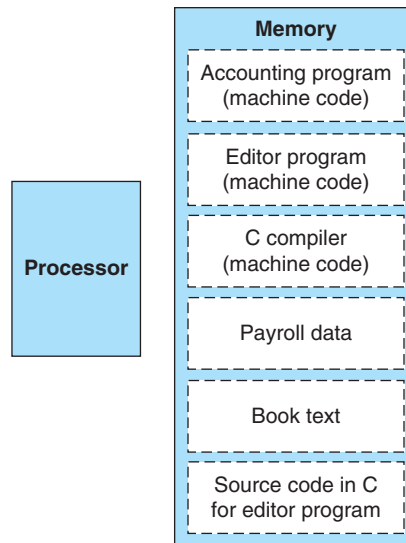 Memory
Accounting program
(machine code)
Editor program
(machine code)
C compiler
(machine code)
Processor
Payroll data
Book text
Source code in C
for editor program